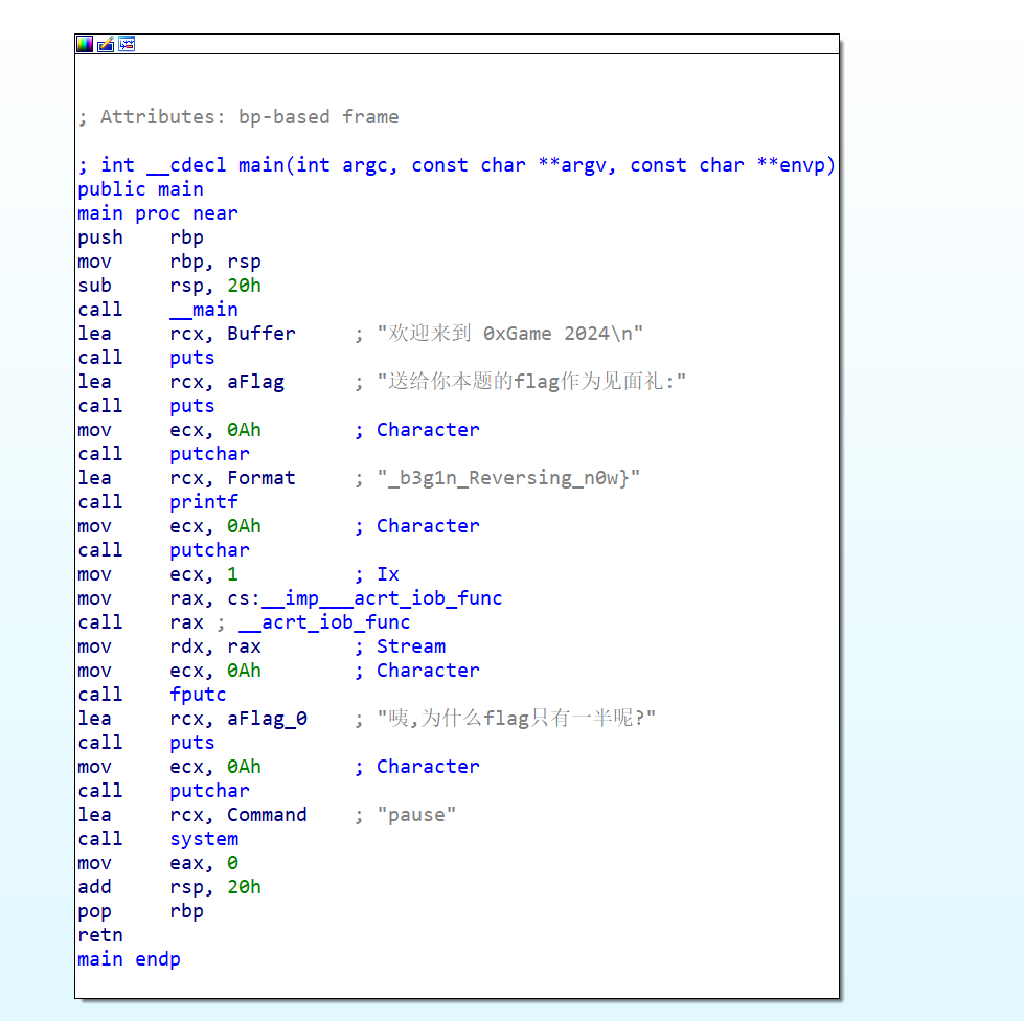 ; Attributes: bp-based frame
; int __cdecl main(int argc, const char **argv, const char **envp)
public main
main proc near
push    rbp
mov     rbp, rsp
sub     rsp, 20h
call    __main
lea     rcx, Buffer     ; "欢迎来到 0xGame 2024\n"
call    puts
lea     rcx, aFlag      ; "送给你本题的flag作为见面礼:"
call    puts
mov     ecx, 0Ah        ; Character
call    putchar
lea     rcx, Format     ; "_b3g1n_Reversing_n0w}"
call    printf
mov     ecx, 0Ah        ; Character
call    putchar
mov     ecx, 1          ; Ix
mov     rax, cs:__imp___acrt_iob_func
call    rax ; __acrt_iob_func
mov     rdx, rax        ; Stream
mov     ecx, 0Ah        ; Character
call    fputc
lea     rcx, aFlag_0    ; "咦,为什么flag只有一半呢?"
call    puts
mov     ecx, 0Ah        ; Character
call    putchar
lea     rcx, Command    ; "pause"
call    system
mov     eax, 0
add     rsp, 20h
pop     rbp
retn
main endp